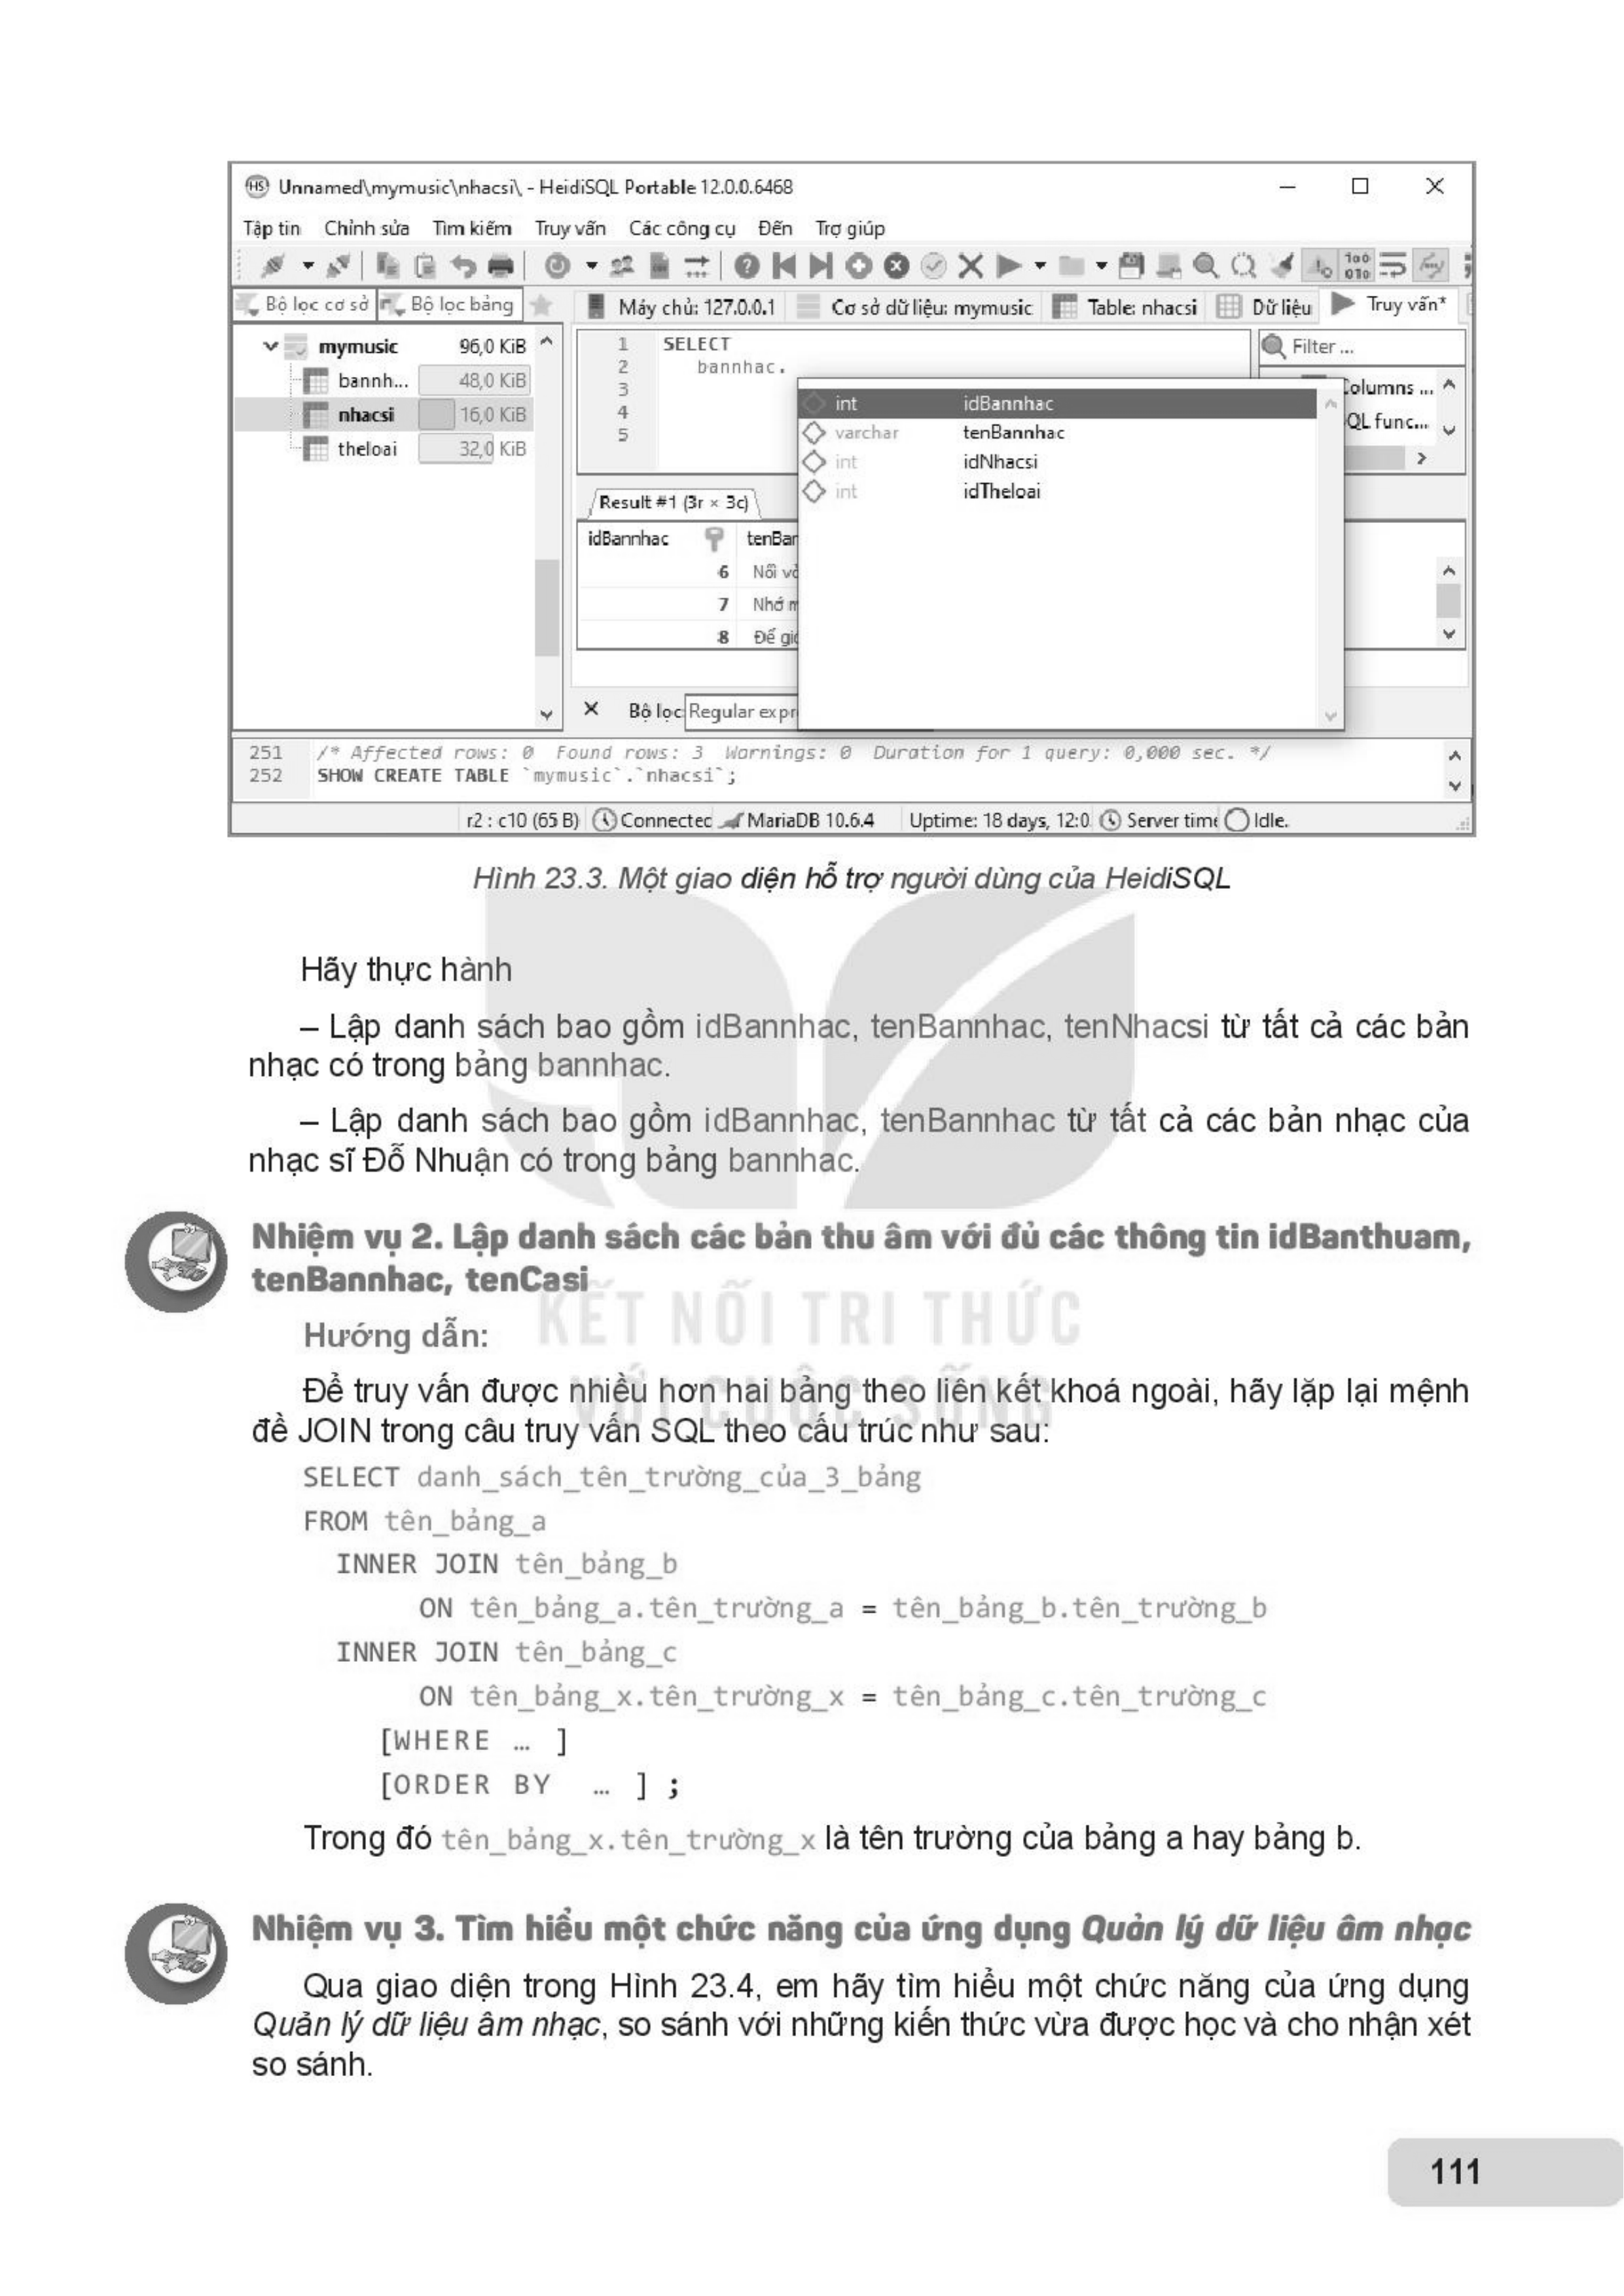 Unnamed\mymusic\nhacsi\ - HeidiSQL Portable 12.0.0.6468
Tập tin Chỉnh sửa Tìm kiếm Truy vấn Các công cụ Đến Trợ giúp
Bộ lọc cơ sở Bộ lọc bảng Máy chủ: 127.0.0.1 Cơ sở dữ liệu: mymusic Table: nhacsi Dữ liệu Truy vấn*
mymusic 96,0 KiB
bannh... 48,0 KiB
nhacsi 16,0 KiB
theloai 32,0 KiB
1 SELECT
2 bannhac.
3
4
5
Filter ...
Columns ...
QL func...
int idBannhac
varchar tenBannhac
int idNhacsi
int idTheloai
Result #1 (3r × 3c)
idBannhac tenBan
6 Nối
7 Nhớ
8 Để
Bộ lọc: Regular expr
251 /* Affected rows: 0 Found rows: 3 Warnings: 0 Duration for 1 query: 0,000 sec. */
252 SHOW CREATE TABLE `mymusic`.`nhacsi`;
r2 : c10 (65 B) Connected MariaDB 10.6.4 Uptime: 18 days, 12:0 Server time Idle.
Hình 23.3. Một giao diện hỗ trợ người dùng của HeidiSQL
Hãy thực hành
– Lập danh sách bao gồm idBannhac, tenBannhac, tenNhacsi từ tất cả các bản
nhạc có trong bảng bannhac.
– Lập danh sách bao gồm idBannhac, tenBannhac từ tất cả các bản nhạc của
nhạc sĩ Đỗ Nhuận có trong bảng bannhac.
Nhiệm vụ 2. Lập danh sách các bản thu âm với đủ các thông tin idBanthuam,
tenBannhac, tenCasi
KẾT NỐI TRI THỨC
VỚI CUỘC SỐNG
Hướng dẫn:
Để truy vấn được nhiều hơn hai bảng theo liên kết khoá ngoài, hãy lặp lại mệnh
đề JOIN trong câu truy vấn SQL theo cấu trúc như sau:
SELECT danh_sách_tên_trường_của_3_bảng
FROM tên_bảng_a
INNER JOIN tên_bảng_b
ON tên_bảng_a.tên_trường_a = tên_bảng_b.tên_trường_b
INNER JOIN tên_bảng_c
ON tên_bảng_x.tên_trường_x = tên_bảng_c.tên_trường_c
[WHERE … ]
[ORDER BY … ] ;
Trong đó tên_bảng_x.tên_trường_x là tên trường của bảng a hay bảng b.
Nhiệm vụ 3. Tìm hiểu một chức năng của ứng dụng Quản lý dữ liệu âm nhạc
Qua giao diện trong Hình 23.4, em hãy tìm hiểu một chức năng của ứng dụng
Quản lý dữ liệu âm nhạc, so sánh với những kiến thức vừa được học và cho nhận xét
so sánh.
111